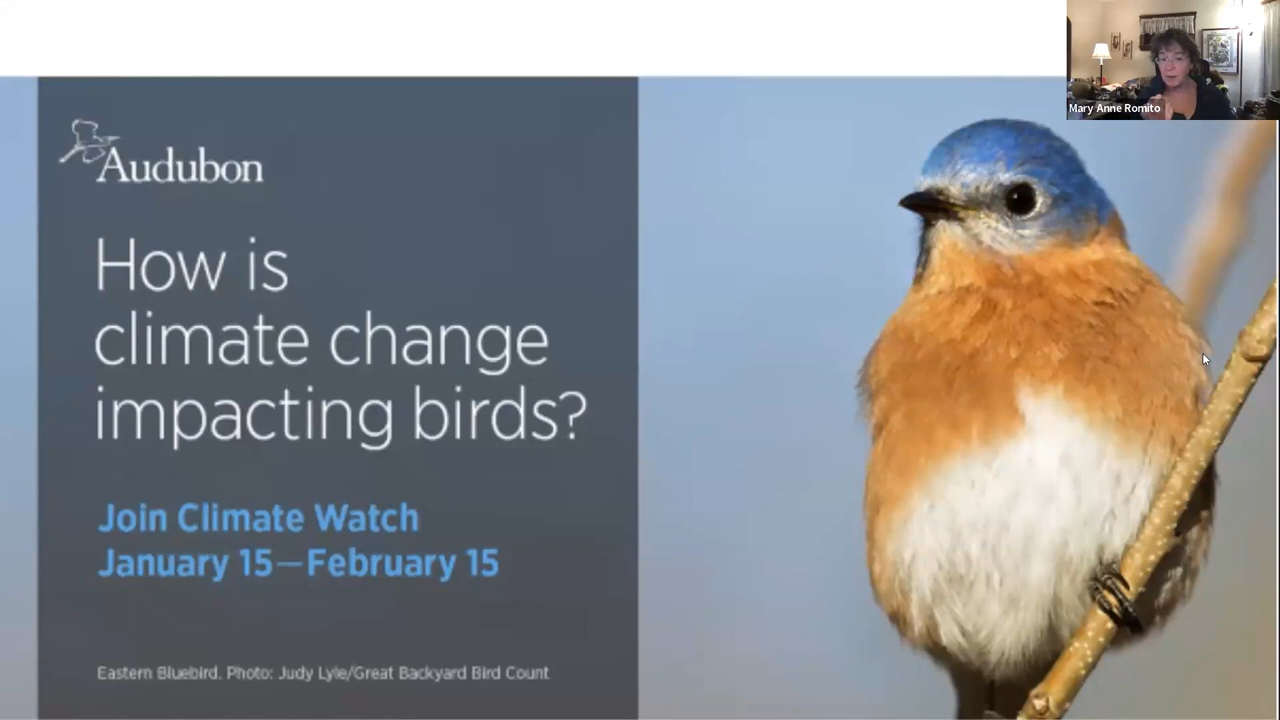 Mary Anne Romito
Audubon
How is
climate change
impacting birds?
Join Climate Watch
January 15—February 15
Eastern Bluebird. Photo: Judy Lyle/Great Backyard Bird Count